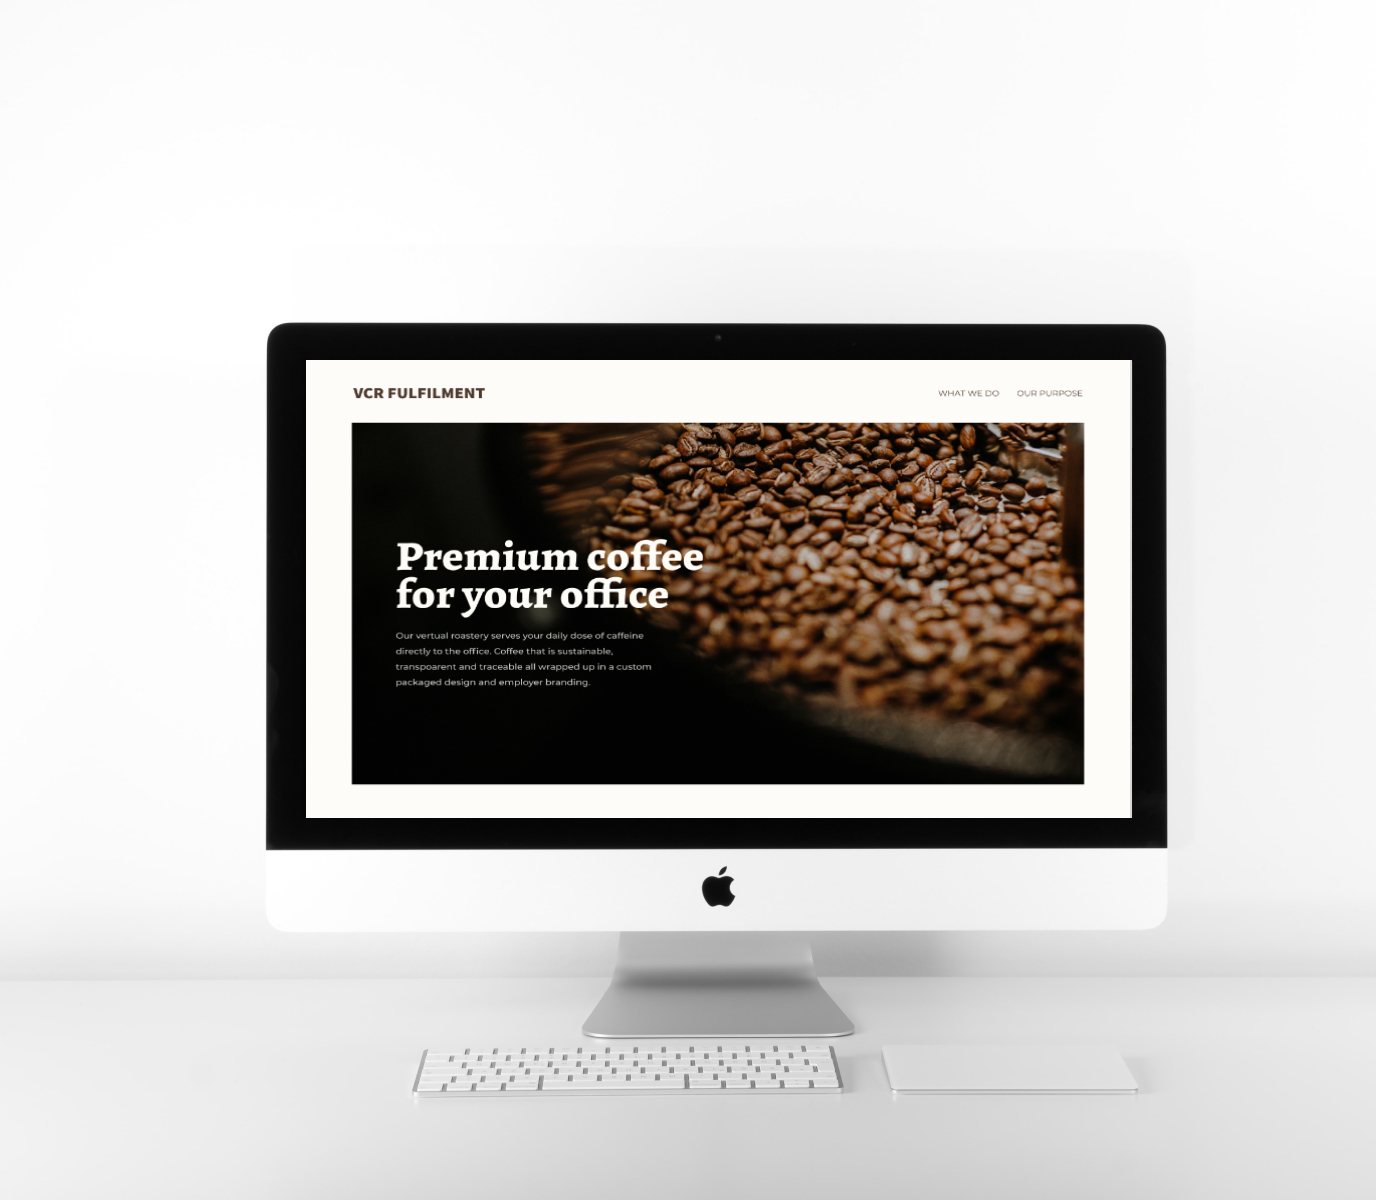 VCR FULFILMENT
WHAT WE DO OUR PURPOSE
Premium coffee
for your office
Our vertual roastery serves your daily dose of caffeine
directly to the office. Coffee that is sustainable,
transpoarent and traceable all wrapped up in a custom
packaged design and employer branding.